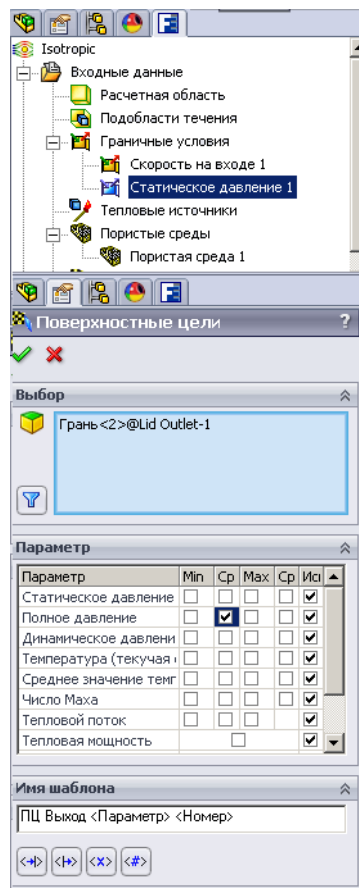 Isotropic
Входные данные
Расчетная область
Подобласти течения
Граничные условия
Скорость на входе 1
Статическое давление 1
Тепловые источники
Пористые среды
Пористая среда 1
Поверхностные цели ?
Выбор
Грань<2>@Lid Outlet-1
Параметр
Параметр Min Ср Max Ср Исп
Статическое давление
Полное давление
Динамическое давлени
Температура (текучая
Среднее значение темг
Число Маха
Тепловой поток
Тепловая мощность
Имя шаблона
ПЦ Выход <Параметр> <Номер>
<x> <#>